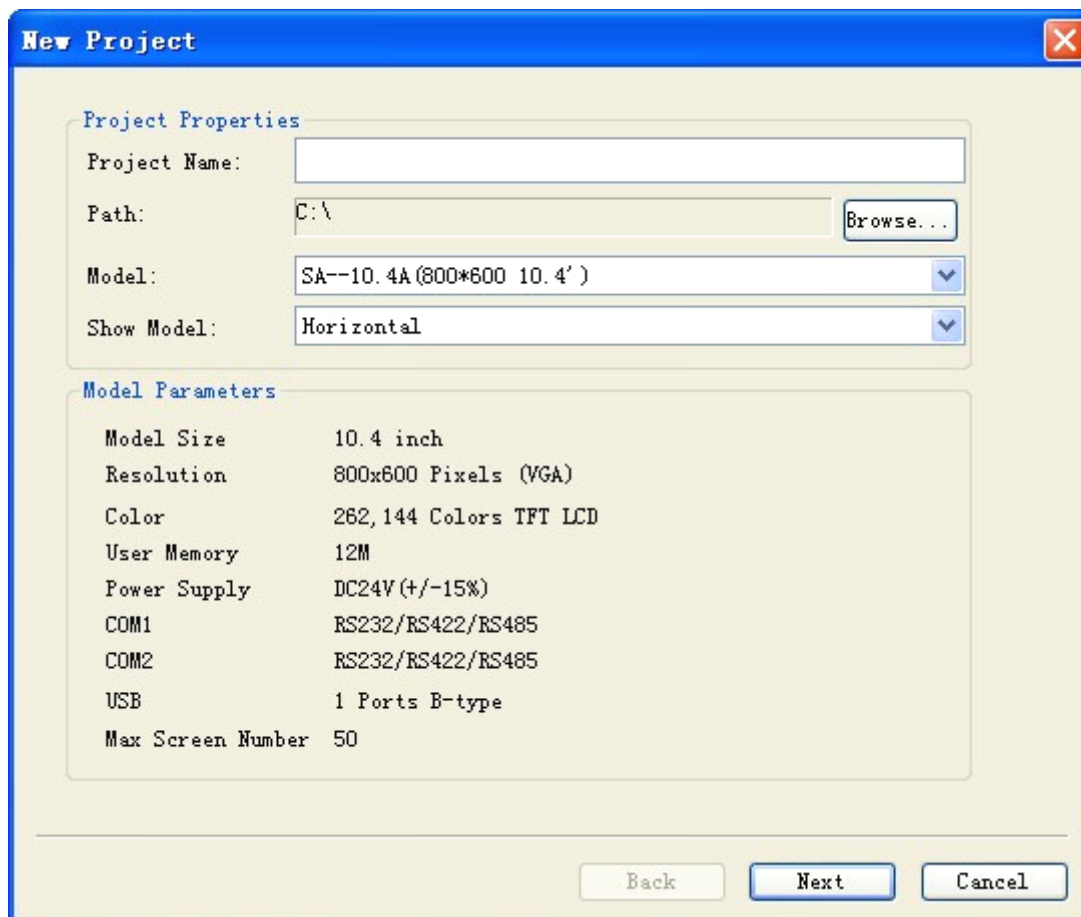 New Project
Project Properties
Project Name:
Path: C:\ Browse...
Model: SA--10.4A(800*600 10.4')
Show Model: Horizontal
Model Parameters
Model Size 10.4 inch
Resolution 800x600 Pixels (VGA)
Color 262,144 Colors TFT LCD
User Memory 12M
Power Supply DC24V(+/-15%)
COM1 RS232/RS422/RS485
COM2 RS232/RS422/RS485
USB 1 Ports B-type
Max Screen Number 50
Back Next Cancel